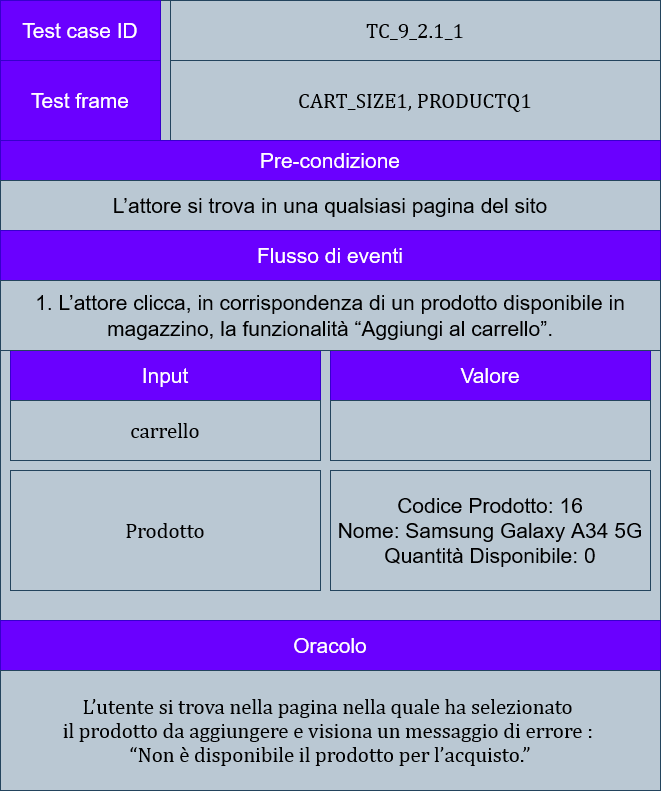 Test case ID
TC_9_2.1_1
Test frame
CART_SIZE1, PRODUCTQ1
Pre-condizione
L’attore si trova in una qualsiasi pagina del sito
Flusso di eventi
1. L’attore clicca, in corrispondenza di un prodotto disponibile in
magazzino, la funzionalità “Aggiungi al carrello”.
Input
Valore
carrello
Prodotto
Codice Prodotto: 16
Nome: Samsung Galaxy A34 5G
Quantità Disponibile: 0
Oracolo
L’utente si trova nella pagina nella quale ha selezionato
il prodotto da aggiungere e visiona un messaggio di errore :
“Non è disponibile il prodotto per l’acquisto.”